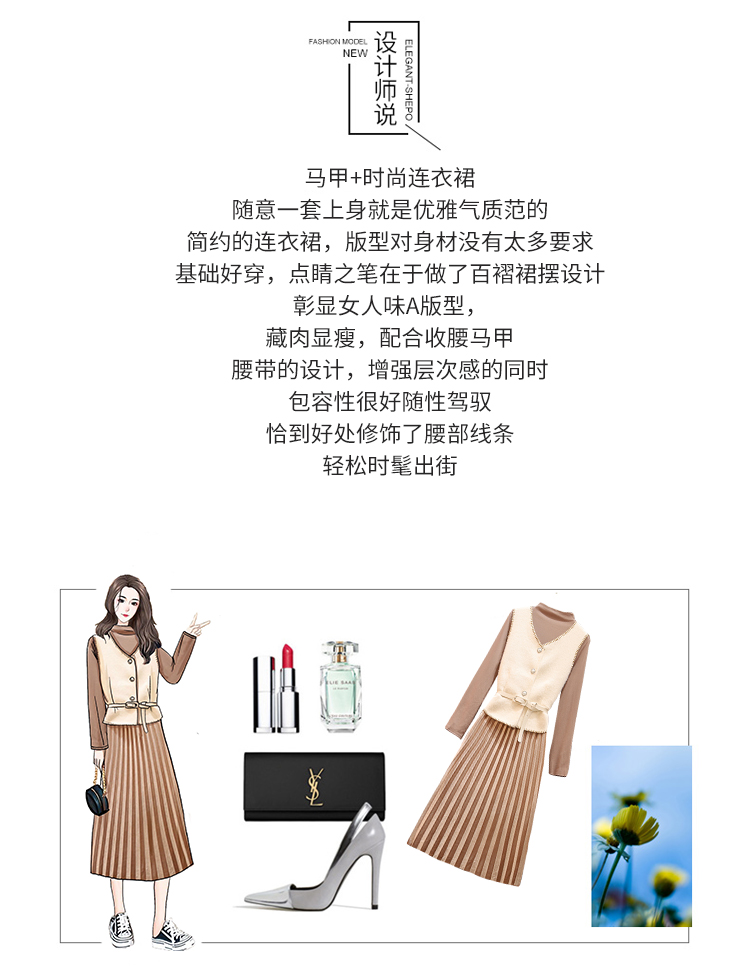 FASHION MODEL
NEW
设计师说
ELEGANT-SHEPO
马甲+时尚连衣裙
随意一套上身就是优雅气质范的
简约的连衣裙，版型对身材没有太多要求
基础好穿，点睛之笔在于做了百褶裙摆设计
彰显女人味A版型，
藏肉显瘦，配合收腰马甲
腰带的设计，增强层次感的同时
包容性很好随性驾驭
恰到好处修饰了腰部线条
轻松时髦出街
ELIE SAAB
YSL